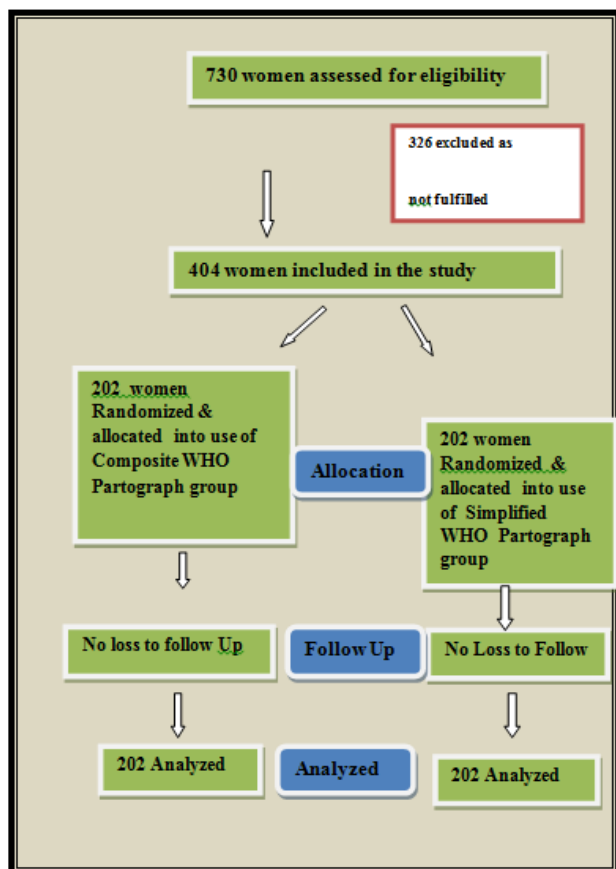 730 women assessed for eligibility
326 excluded as
not fulfilled
404 women included in the study
202 women
Randomized &
allocated into use of
Composite WHO
Partograph group
Allocation
202 women
Randomized &
allocated into use
of Simplified
WHO Partograph
group
No loss to follow Up
Follow Up
No Loss to Follow
202 Analyzed
Analyzed
202 Analyzed